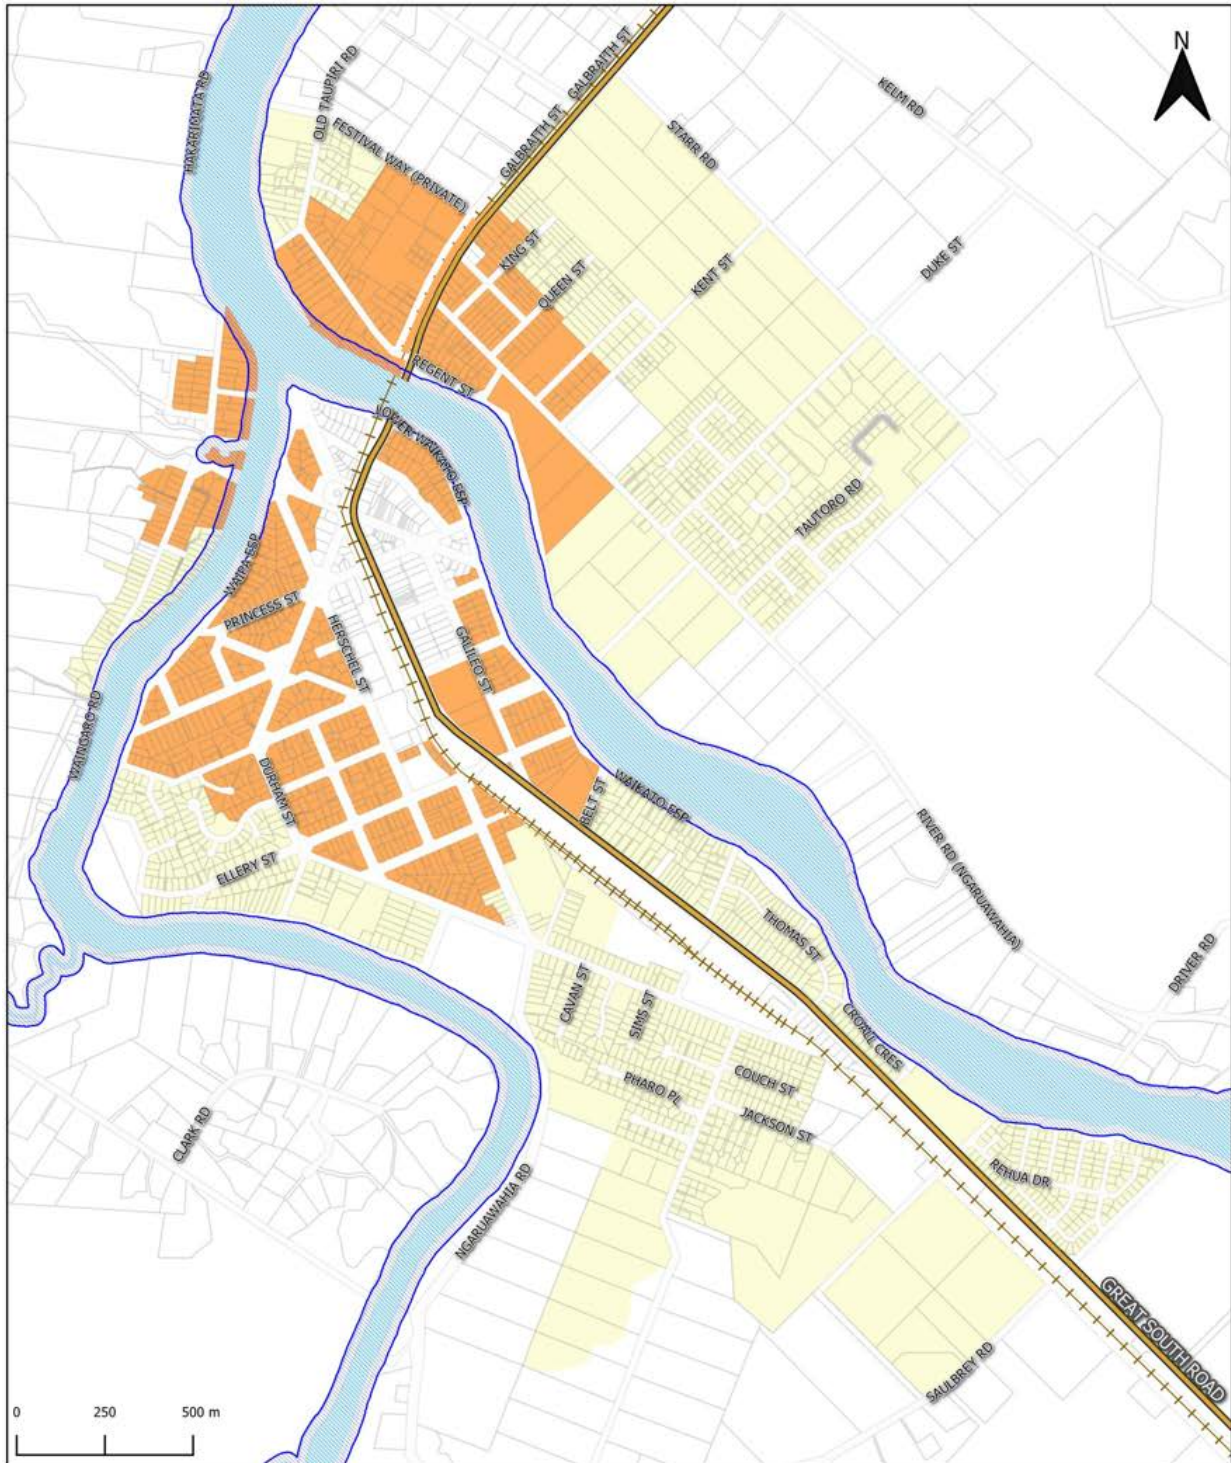 N
HAKARIMATA RD
OLD TAUPIRI RD
GALBRAITH ST
GALBRAITH ST
FESTIVAL WAY (PRIVATE)
STARR RD
KELM RD
KING ST
QUEEN ST
KENT ST
DUKE ST
REGENT ST
LOWER WAIKATO ESP
TAUTORO RD
WAIPA ESP
PRINCESS ST
HERSCHEL ST
GALILEO ST
WAINGARO RD
DURHAM ST
BELT ST
WAIKATO ESP
ELLERY ST
RIVER RD (NGARUAWAHIA)
THOMAS ST
DRIVER RD
CAVAN ST
SIMS ST
CROALL CRES
COUCH ST
PHARO PL
JACKSON ST
CLARK RD
REHUA DR
NGARUAWAHIA RD
GREAT SOUTH ROAD
SAULBREY RD
0 250 500 m